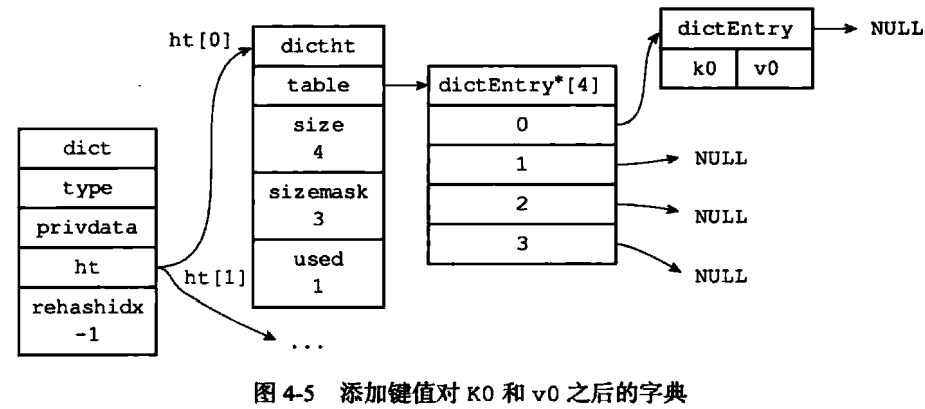 dict
type
privdata
ht
rehashidx
-1
ht[0]
ht[1]
dictht
table
size
4
sizemask
3
used
1
...
dictEntry*[4]
0
1
2
3
dictEntry
k0 v0
NULL
NULL
NULL
NULL
图 4-5 添加键值对 K0 和 v0 之后的字典